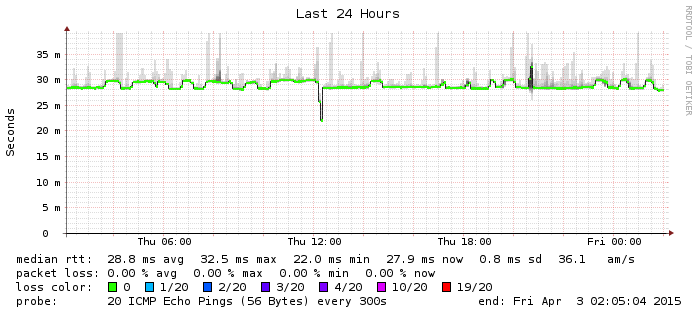 Last 24 Hours
RRDTOOL / TOBI OETIKER
Seconds
35 m
30 m
25 m
20 m
15 m
10 m
5 m
0
Thu 06:00 Thu 12:00 Thu 18:00 Fri 00:00
median rtt: 28.8 ms avg 32.5 ms max 22.0 ms min 27.9 ms now 0.8 ms sd 36.1 am/s
packet loss: 0.00 % avg 0.00 % max 0.00 % min 0.00 % now
loss color: 0 1/20 2/20 3/20 4/20 10/20 19/20
probe: 20 ICMP Echo Pings (56 Bytes) every 300s end: Fri Apr 3 02:05:04 2015